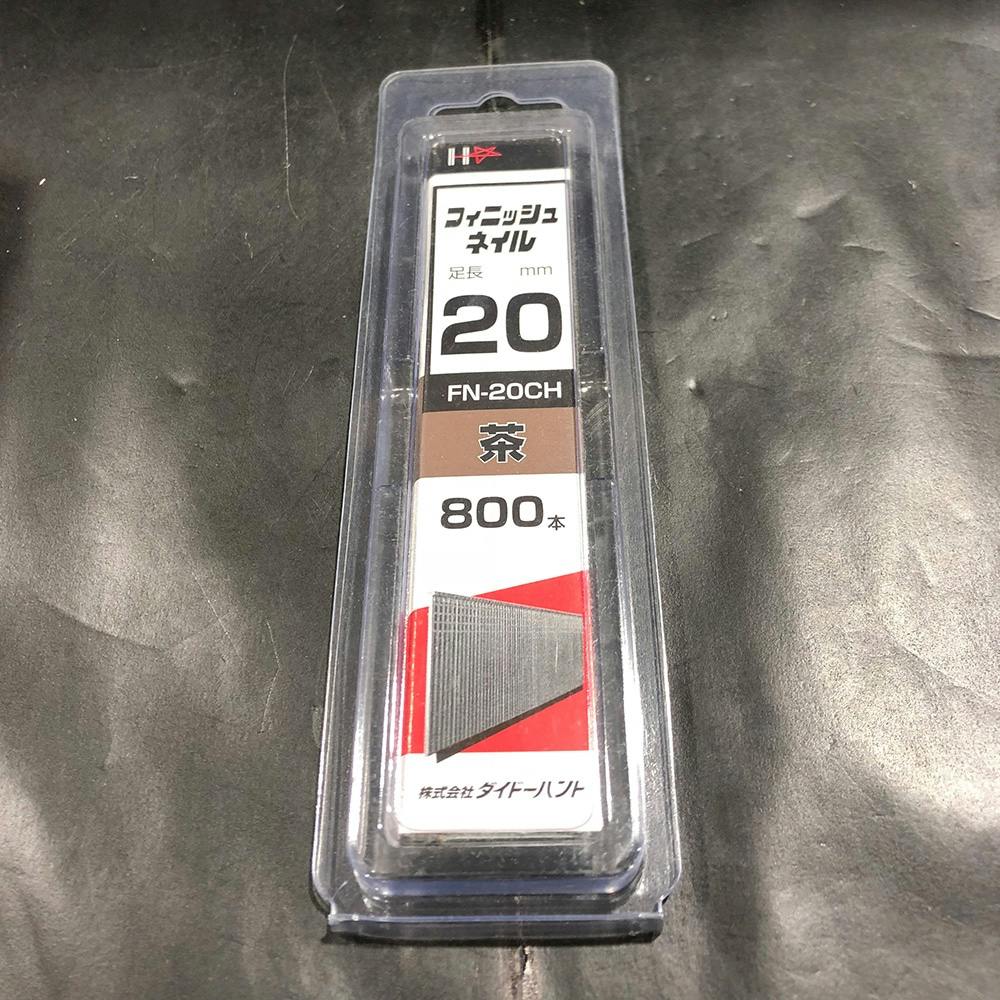 H
フィニッシュ
ネイル
足長 mm
20
FN-20CH
茶
800本
株式会社 ダイドーハント